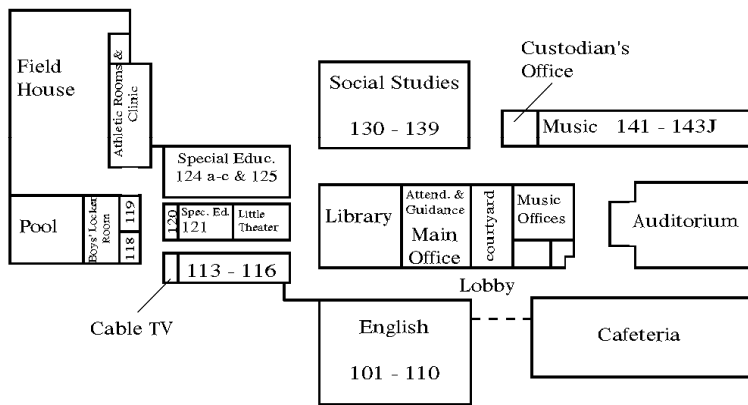 Field
House
Athletic Rooms &
Clinic
Social Studies
130 - 139
Custodian's
Office
Music 141 - 143J
Special Educ.
124 a-c & 125
Pool
Boys' Locker
Room
119
118
120
Spec. Ed.
121
Little
Theater
Library
Attend. &
Guidance
Main
Office
courtyard
Music
Offices
Auditorium
113 - 116
Cable TV
Lobby
English
101 - 110
Cafeteria